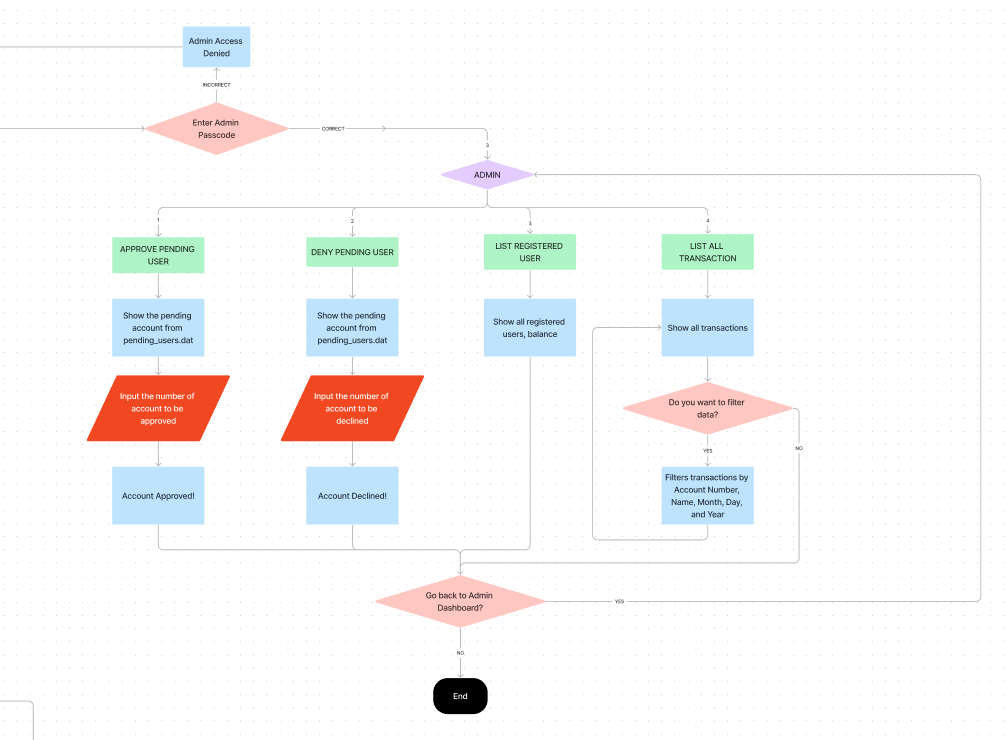 Admin Access
Denied
INCORRECT
Enter Admin
Passcode
CORRECT
3
ADMIN
1
2
3
4
APPROVE PENDING
USER
DENY PENDING USER
LIST REGISTERED
USER
LIST ALL
TRANSACTION
Show the pending
account from
pending_users.dat
Show the pending
account from
pending_users.dat
Show all registered
users, balance
Show all transactions
Input the number of
account to be
approved
Input the number of
account to be
declined
Do you want to filter
data?
YES
NO
Account Approved!
Account Declined!
Filters transactions by
Account Number,
Name, Month, Day,
and Year
Go back to Admin
Dashboard?
YES
NO
End